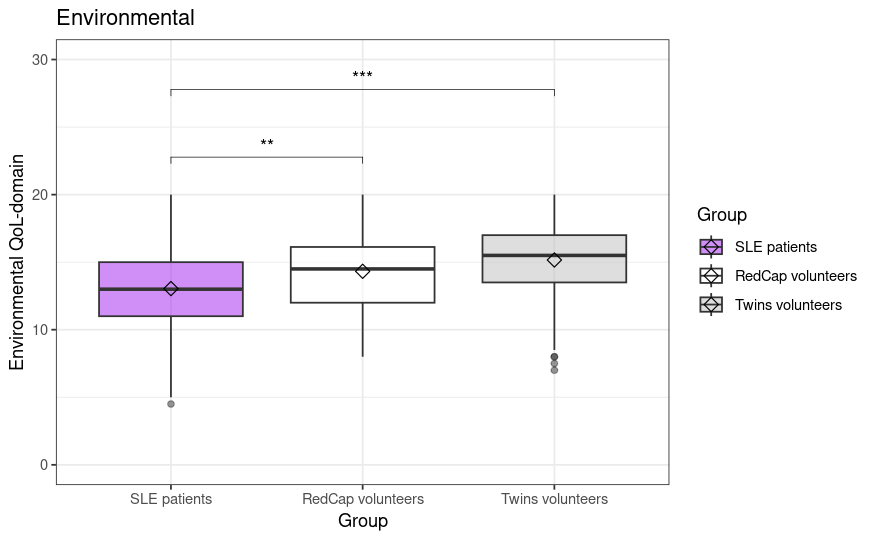 Environmental
30
***
**
20
10
0
Environmental QoL-domain
SLE patients
RedCap volunteers
Twins volunteers
Group
Group
SLE patients
RedCap volunteers
Twins volunteers